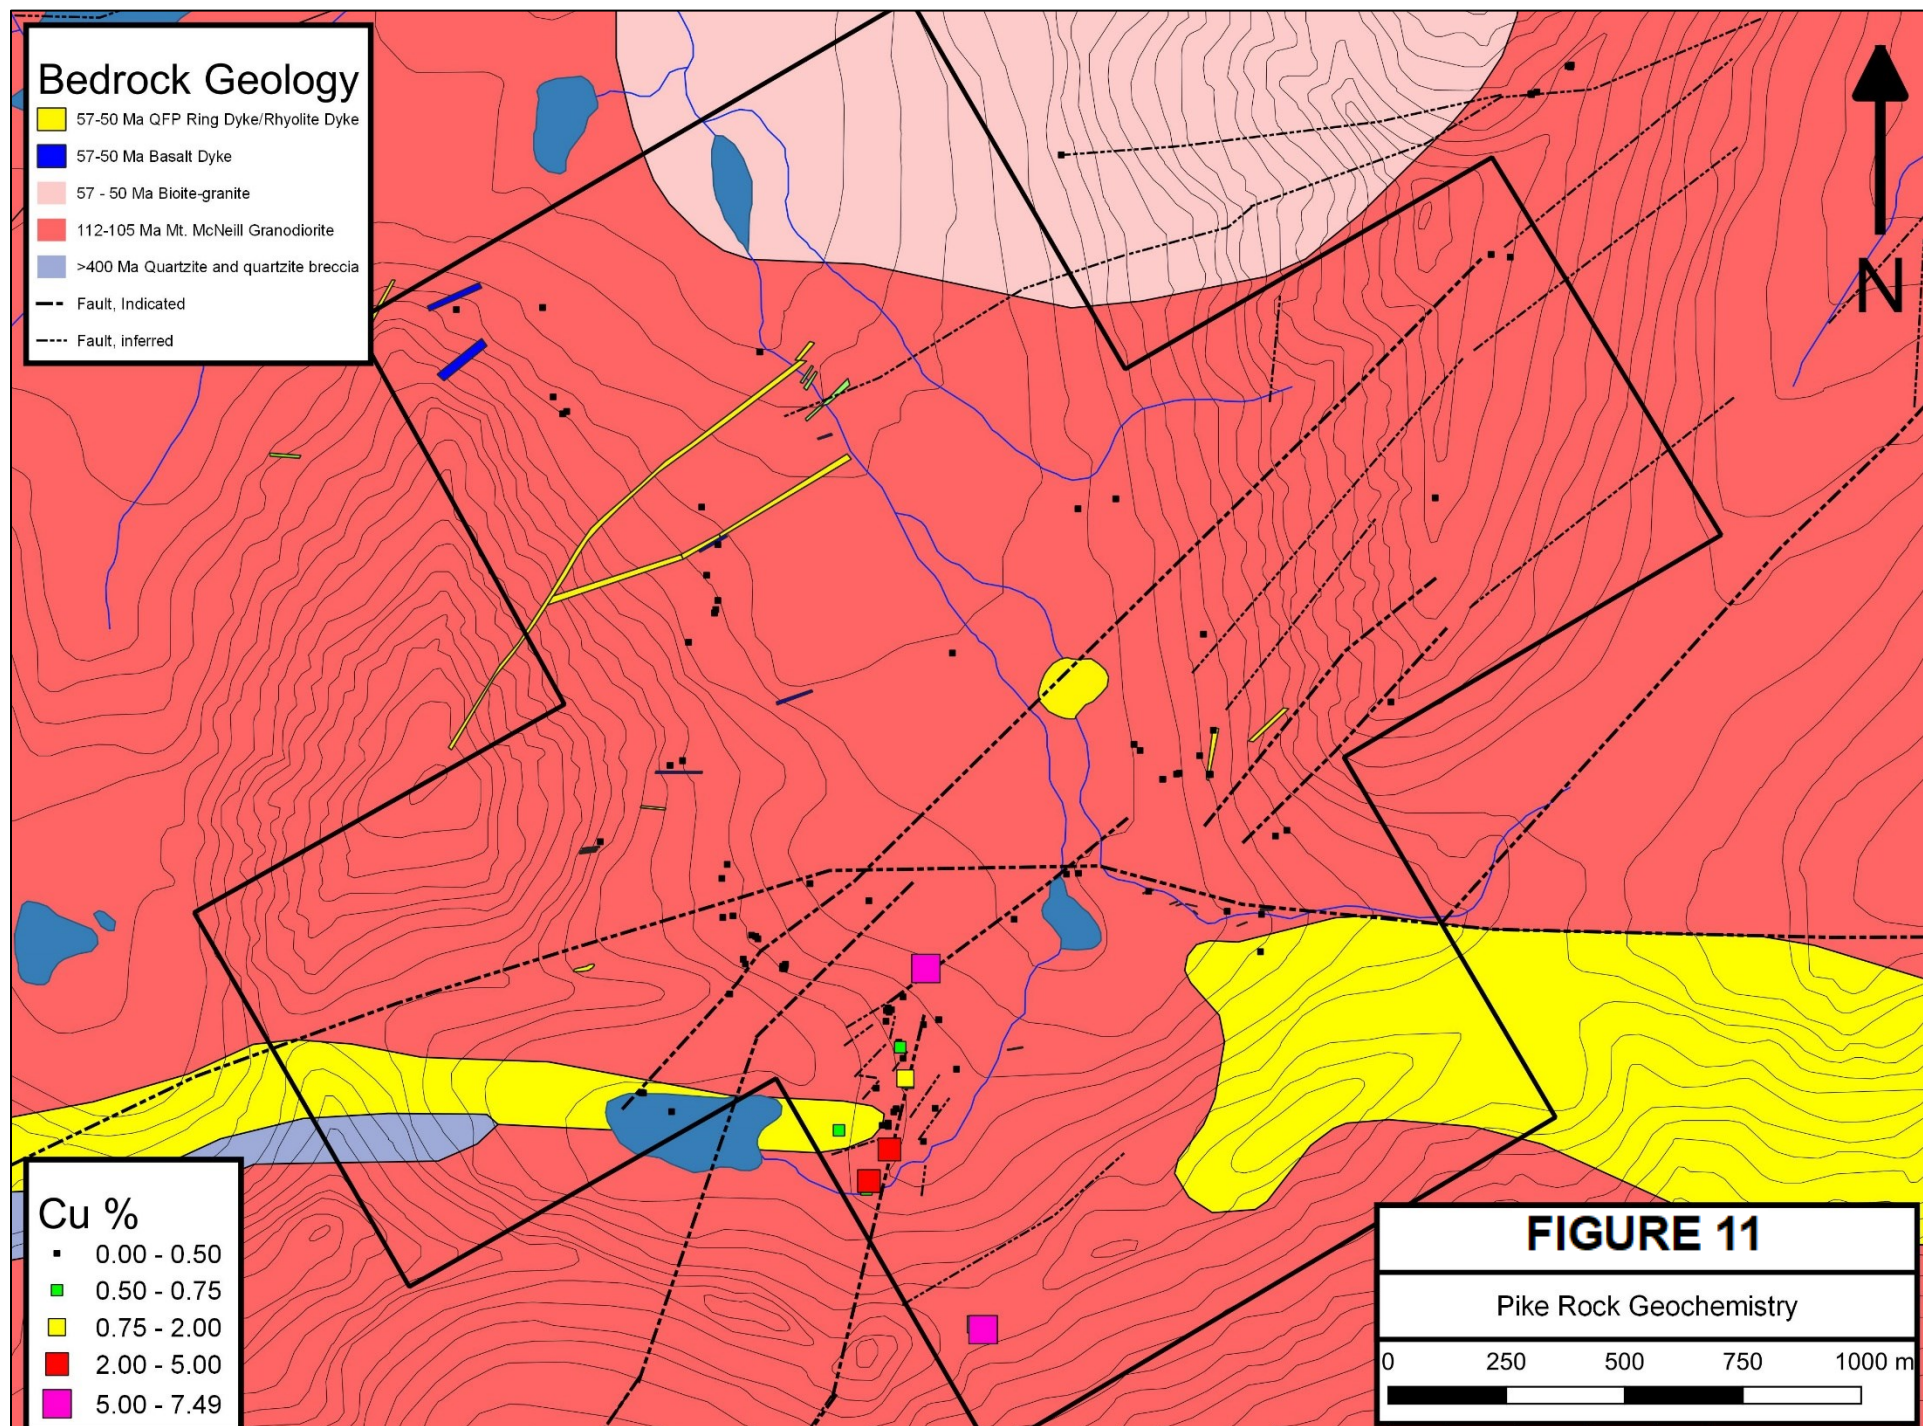 Bedrock Geology
57-50 Ma QFP Ring Dyke/Rhyolite Dyke
57-50 Ma Basalt Dyke
57 - 50 Ma Bioite-granite
112-105 Ma Mt. McNeill Granodiorite
>400 Ma Quartzite and quartzite breccia
Fault, Indicated
Fault, inferred
N
Cu %
0.00 - 0.50
0.50 - 0.75
0.75 - 2.00
2.00 - 5.00
5.00 - 7.49
FIGURE 11
Pike Rock Geochemistry
0 250 500 750 1000 m